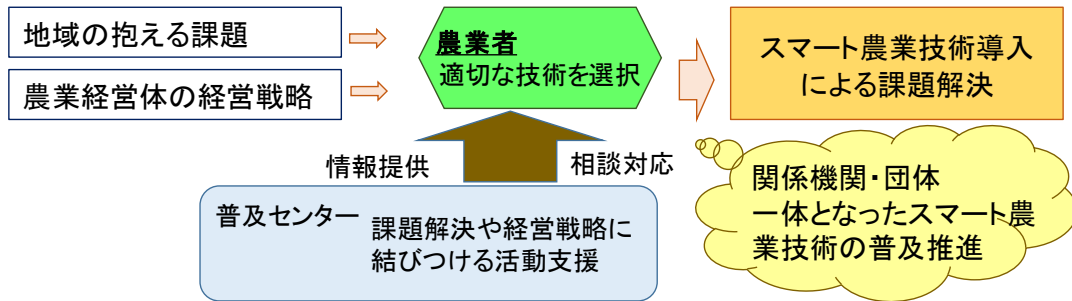 地域の抱える課題
農業経営体の経営戦略
農業者
適切な技術を選択
スマート農業技術導入
による課題解決
情報提供
相談対応
普及センター
課題解決や経営戦略に
結びつける活動支援
関係機関・団体
一体となったスマート農
業技術の普及推進